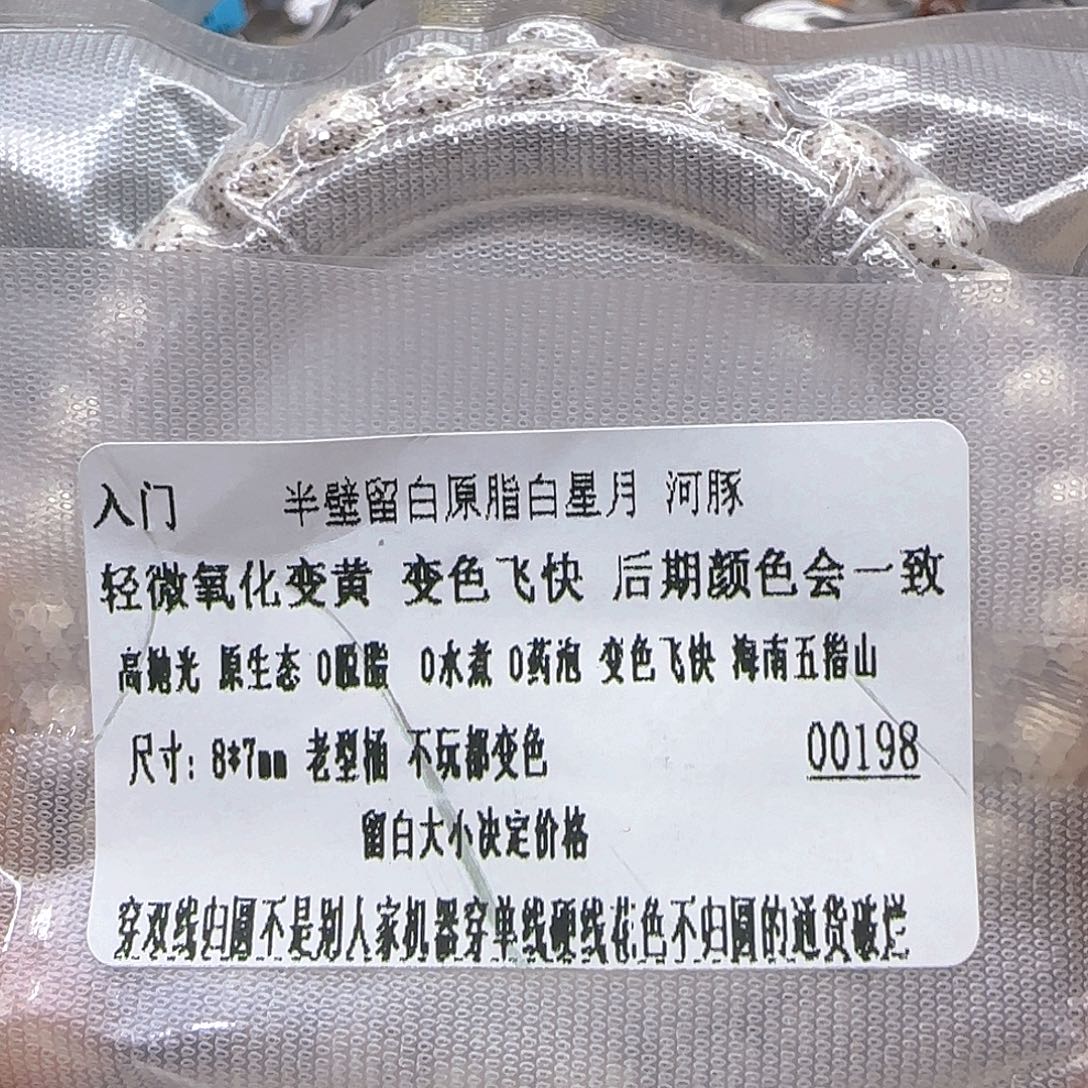 入门 半壁留白原脂白星月 河豚
轻微氧化变黄 变色飞快 后期颜色会一致
高抛光 原生态 0脱脂 0水煮 0药泡 变色飞快 海南五指山
尺寸: 8*7mm 老型桶 不玩都变色 00198
留白大小决定价格
穿双线归圆不是别人家机器穿单线硬线花色不归圆的通货破烂